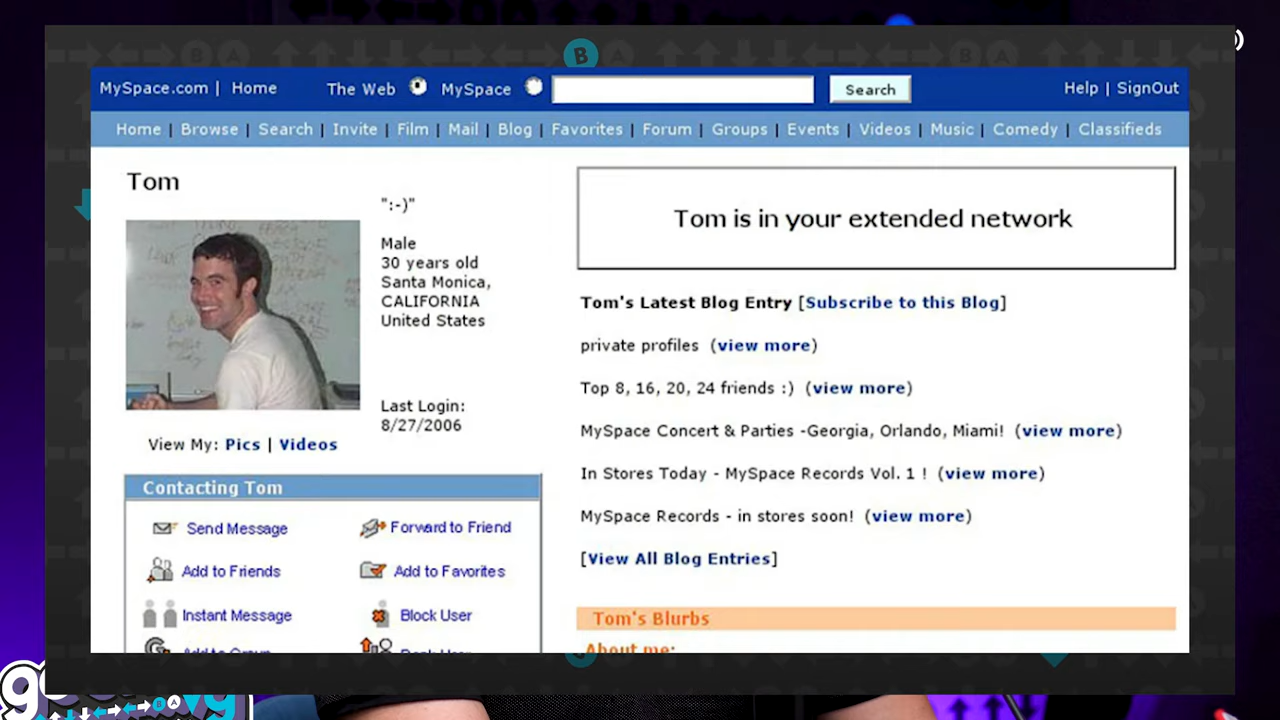 MySpace.com | Home
The Web MySpace Search
Help | SignOut
Home | Browse | Search | Invite | Film | Mail | Blog | Favorites | Forum | Groups | Events | Videos | Music | Comedy | Classifieds
Tom
":-)"
Male
30 years old
Santa Monica,
CALIFORNIA
United States
Last Login:
8/27/2006
View My: Pics | Videos
Contacting Tom
Send Message
Forward to Friend
Add to Friends
Add to Favorites
Instant Message
Block User
Tom is in your extended network
Tom's Latest Blog Entry [Subscribe to this Blog]
private profiles (view more)
Top 8, 16, 20, 24 friends :) (view more)
MySpace Concert & Parties -Georgia, Orlando, Miami! (view more)
In Stores Today - MySpace Records Vol. 1 ! (view more)
MySpace Records - in stores soon! (view more)
[View All Blog Entries]
Tom's Blurbs
About me: